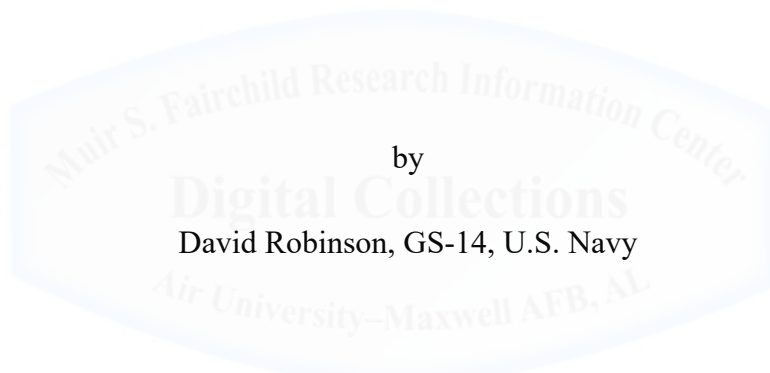 Muir S. Fairchild Research Information Center
by
Digital Collections
David Robinson, GS-14, U.S. Navy
Air University–Maxwell AFB, AL